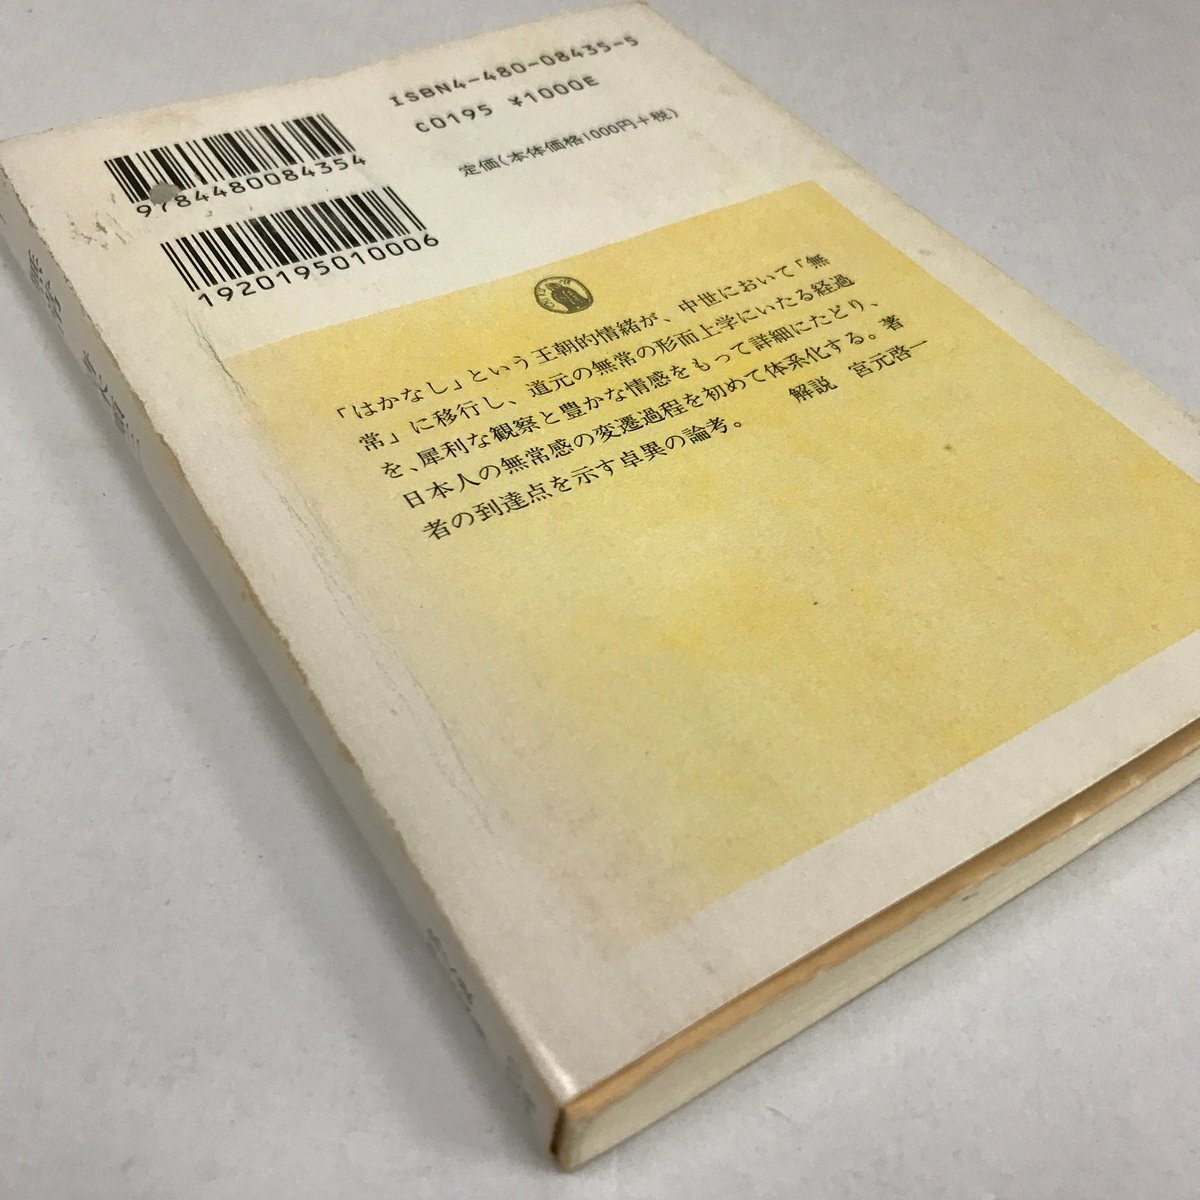 ISBN4-480-08435-5
C0195 ¥1000E
定価(本体価格1000円+税)
9784480084354
1920195010006
「はかなし」という王朝的情緒が、中世において「無
常」に移行し、道元の無常の形而上学にいたる経過
を、犀利な観察と豊かな情感をもって詳細にたどり、
日本人の無常感の変遷過程を初めて体系化する。著
者の到達点を示す卓異の論考。
解説 宮元啓一
無常